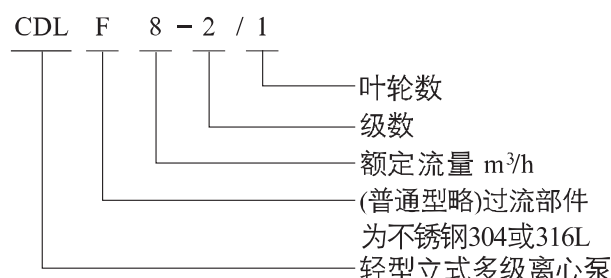 CDL F 8-2/1
叶轮数
级数
额定流量 m³/h
(普通型略)过流部件
为不锈钢304或316L
轻型立式多级离心泵